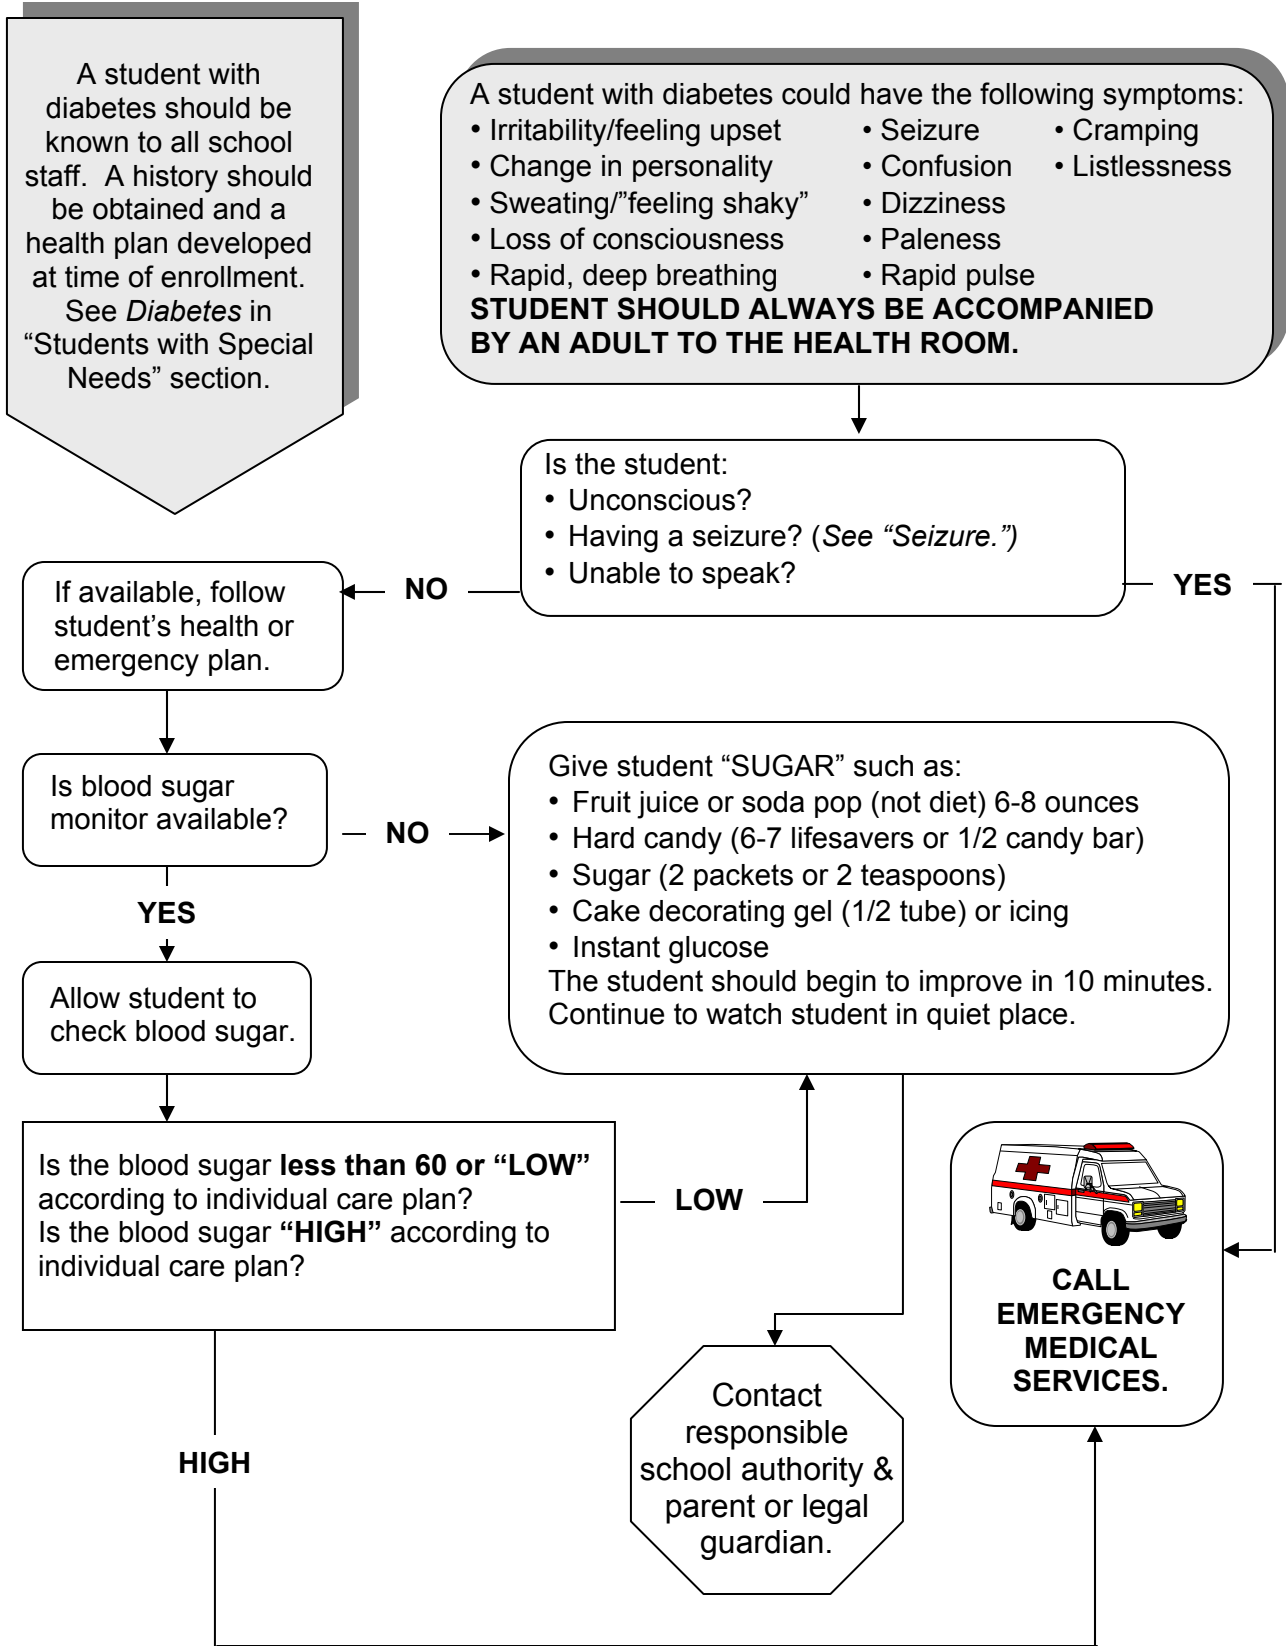 A student with
diabetes should be
known to all school
staff.  A history should
be obtained and a
health plan developed
at time of enrollment.
See Diabetes in
“Students with Special
Needs” section.
A student with diabetes could have the following symptoms:
• Irritability/feeling upset • Seizure • Cramping
• Change in personality • Confusion • Listlessness
• Sweating/”feeling shaky” • Dizziness
• Loss of consciousness • Paleness
• Rapid, deep breathing • Rapid pulse
STUDENT SHOULD ALWAYS BE ACCOMPANIED
BY AN ADULT TO THE HEALTH ROOM.
Is the student:
• Unconscious?
• Having a seizure? (See “Seizure.”)
• Unable to speak?
NO
YES
If available, follow
student’s health or
emergency plan.
Is blood sugar
monitor available?
NO
YES
Give student “SUGAR” such as:
• Fruit juice or soda pop (not diet) 6-8 ounces
• Hard candy (6-7 lifesavers or 1/2 candy bar)
• Sugar (2 packets or 2 teaspoons)
• Cake decorating gel (1/2 tube) or icing
• Instant glucose
The student should begin to improve in 10 minutes.
Continue to watch student in quiet place.
Allow student to
check blood sugar.
Is the blood sugar less than 60 or “LOW”
according to individual care plan?
Is the blood sugar “HIGH” according to
individual care plan?
LOW
HIGH
CALL
EMERGENCY
MEDICAL
SERVICES.
Contact
responsible
school authority &
parent or legal
guardian.